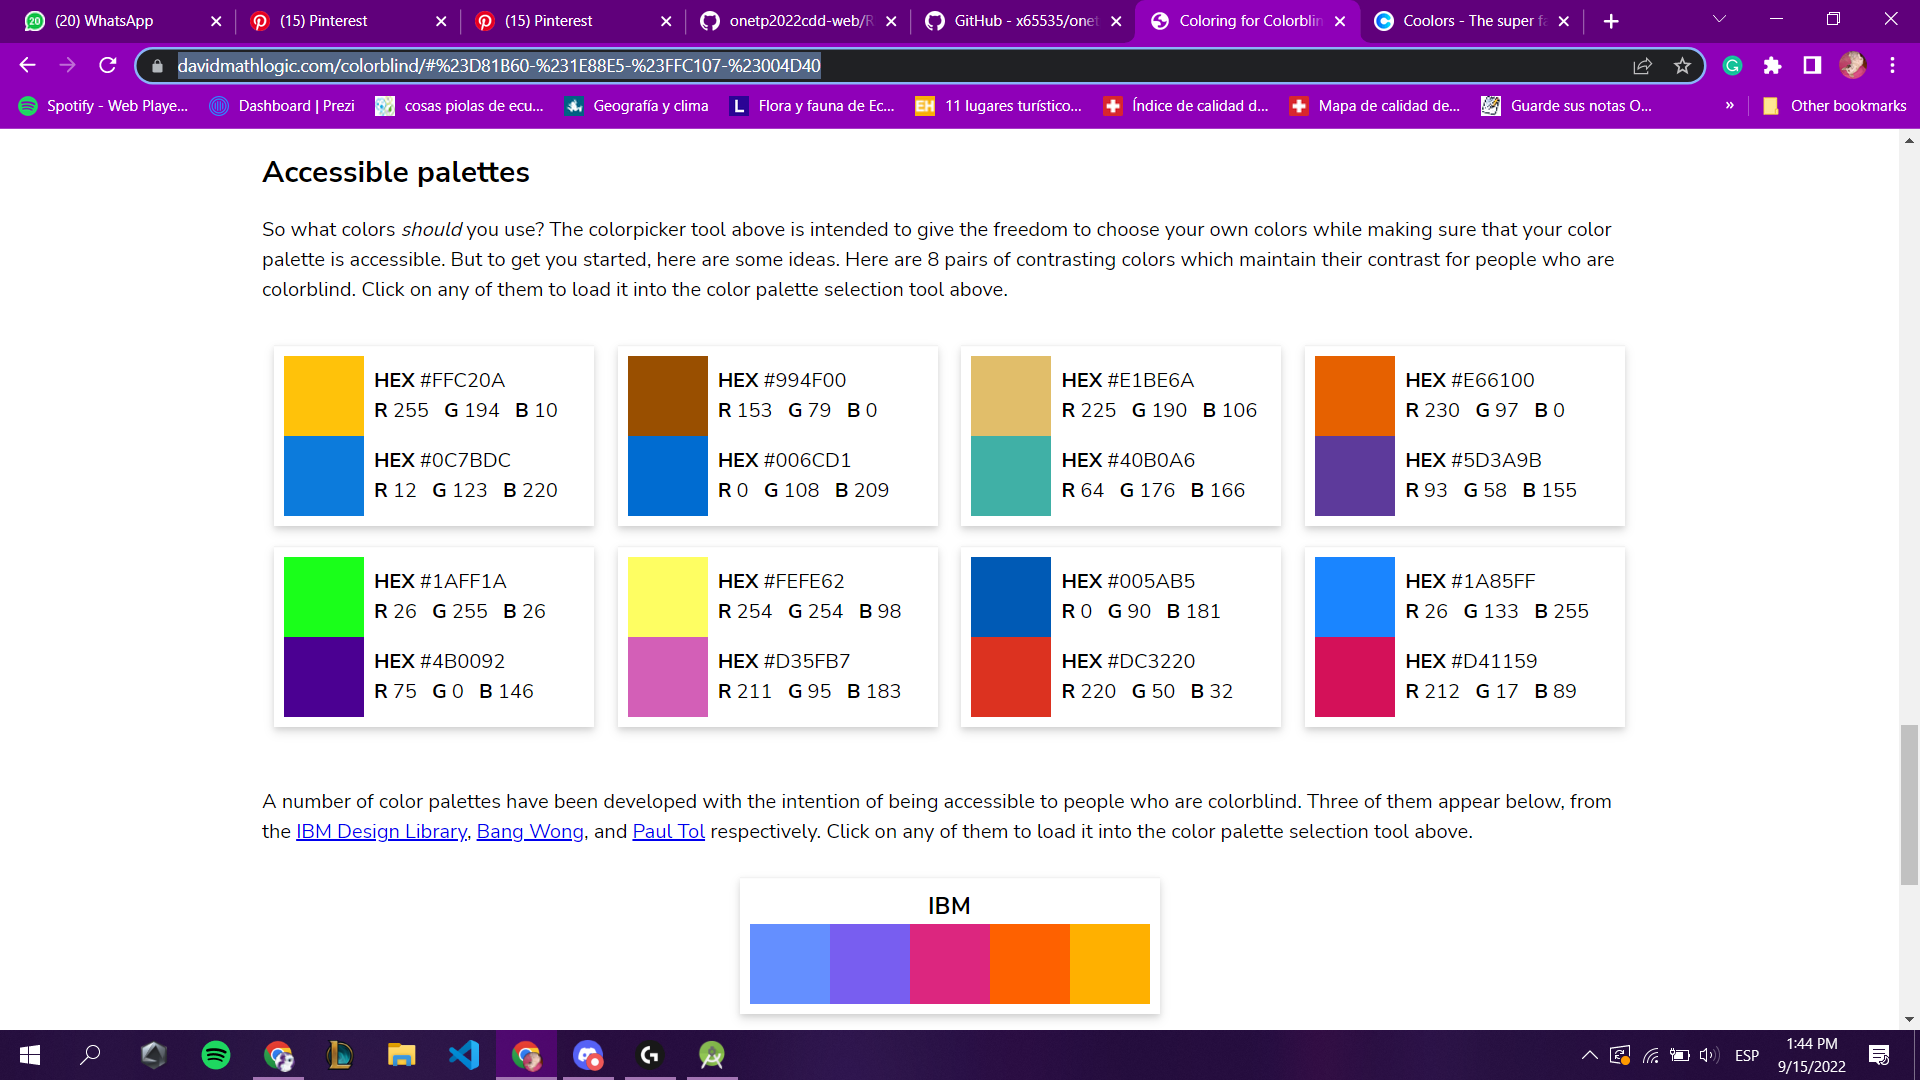 (20) WhatsApp
(15) Pinterest
(15) Pinterest
onetp2022cdd-web/R
GitHub - x65535/onet
Coloring for Colorblin
Coolors - The super fa
davidmathlogic.com/colorblind/#%23D81B60-%231E88E5-%23FFC107-%23004D40
Spotify - Web Playe...
Dashboard | Prezi
cosas piolas de ecu...
Geografía y clima
Flora y fauna de Ec...
11 lugares turístico...
Índice de calidad d...
Mapa de calidad de...
Guarde sus notas O...
»
Other bookmarks
Accessible palettes
So what colors should you use? The colorpicker tool above is intended to give the freedom to choose your own colors while making sure that your color
palette is accessible. But to get you started, here are some ideas. Here are 8 pairs of contrasting colors which maintain their contrast for people who are
colorblind. Click on any of them to load it into the color palette selection tool above.
HEX #FFC20A
R 255 G 194 B 10
HEX #0C7BDC
R 12 G 123 B 220
HEX #994F00
R 153 G 79 B 0
HEX #006CD1
R 0 G 108 B 209
HEX #E1BE6A
R 225 G 190 B 106
HEX #40B0A6
R 64 G 176 B 166
HEX #E66100
R 230 G 97 B 0
HEX #5D3A9B
R 93 G 58 B 155
HEX #1AFF1A
R 26 G 255 B 26
HEX #4B0092
R 75 G 0 B 146
HEX #FEFE62
R 254 G 254 B 98
HEX #D35FB7
R 211 G 95 B 183
HEX #005AB5
R 0 G 90 B 181
HEX #DC3220
R 220 G 50 B 32
HEX #1A85FF
R 26 G 133 B 255
HEX #D41159
R 212 G 17 B 89
A number of color palettes have been developed with the intention of being accessible to people who are colorblind. Three of them appear below, from
the IBM Design Library, Bang Wong, and Paul Tol respectively. Click on any of them to load it into the color palette selection tool above.
IBM
ESP
1:44 PM
9/15/2022